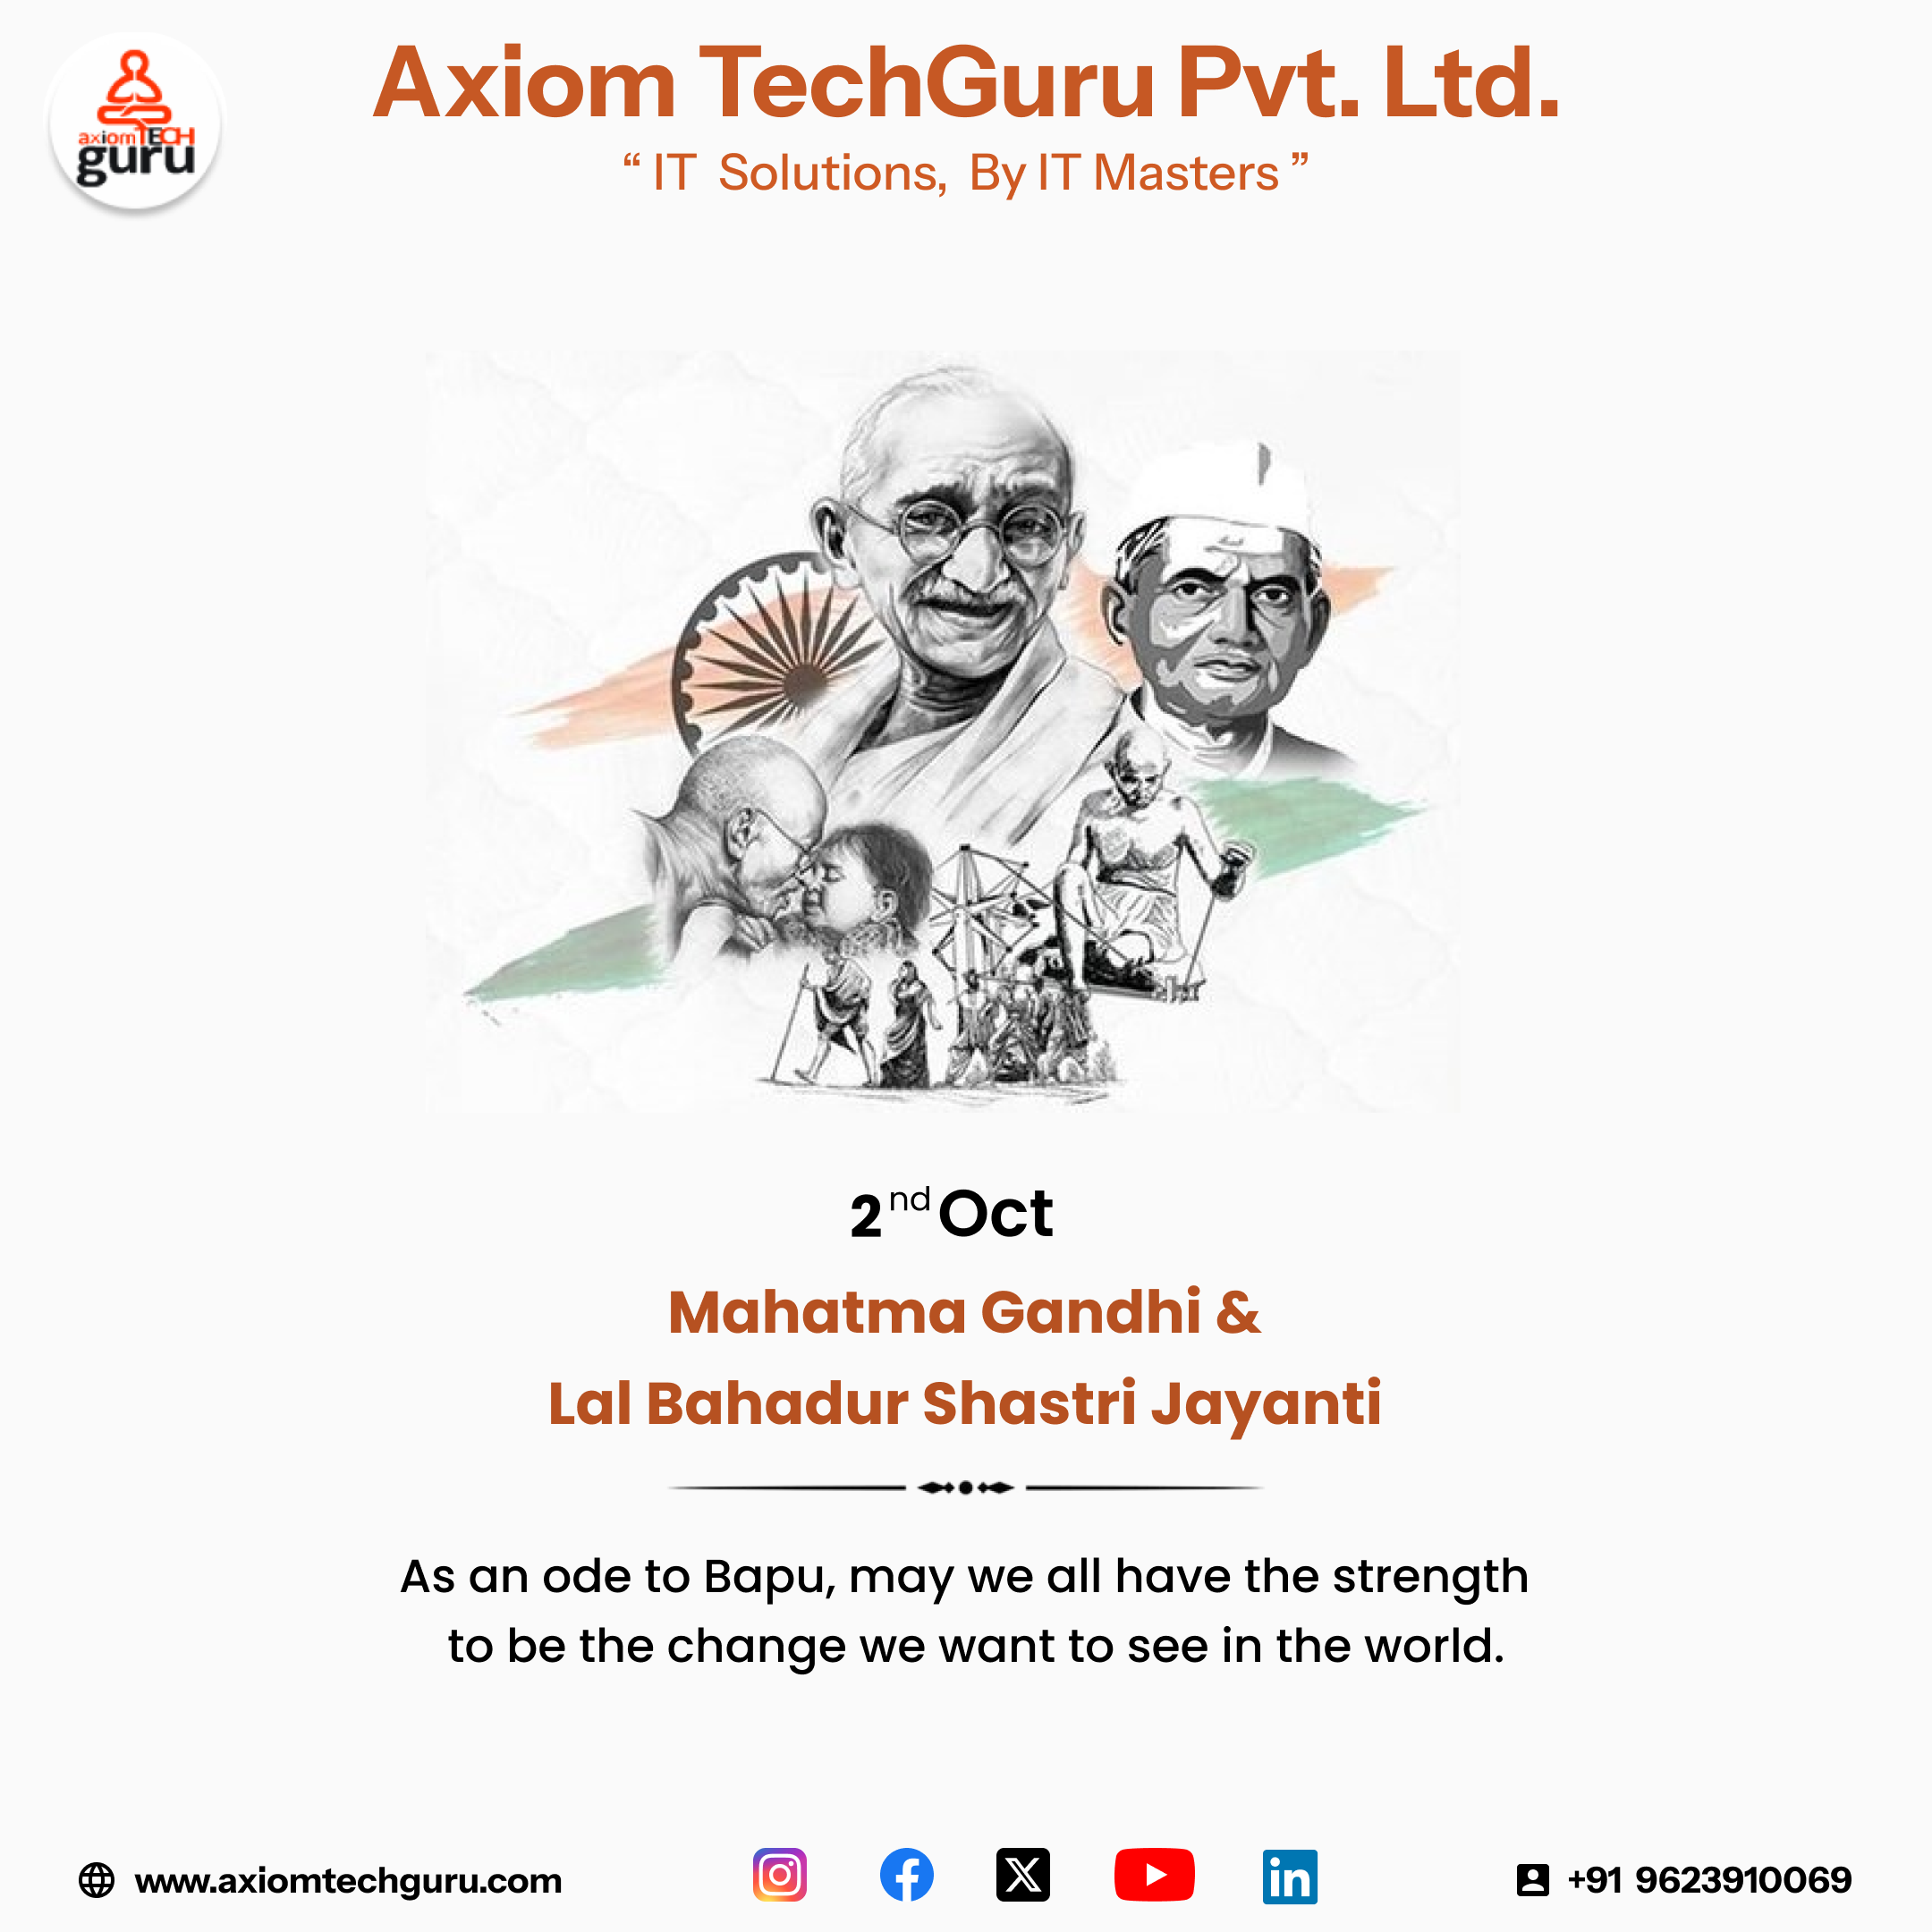 axiomTECH
guru
Axiom TechGuru Pvt. Ltd.
“ IT Solutions, By IT Masters ”
2nd Oct
Mahatma Gandhi &
Lal Bahadur Shastri Jayanti
As an ode to Bapu, may we all have the strength
to be the change we want to see in the world.
www.axiomtechguru.com
in
+91 9623910069